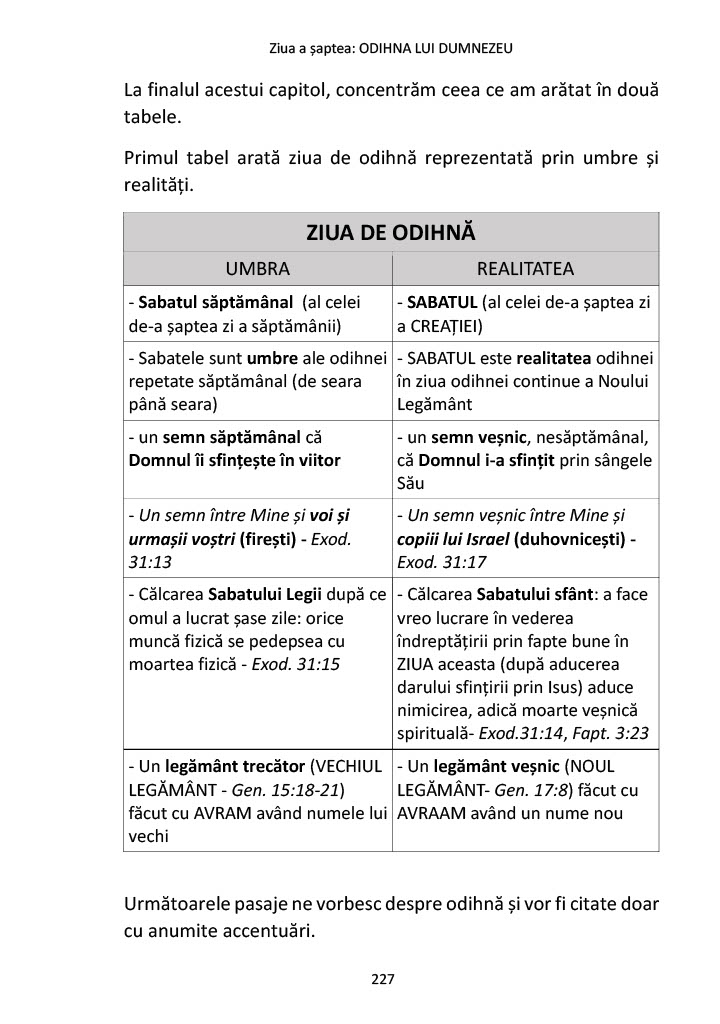 Ziua a șaptea: ODIHNA LUI DUMNEZEU
La finalul acestui capitol, concentrăm ceea ce am arătat în două
tabele.
Primul tabel arată ziua de odihnă reprezentată prin umbre și
realități.
ZIUA DE ODIHNĂ
UMBRA
REALITATEA
- Sabatul săptămânal (al celei
de-a șaptea zi a săptămânii)
- SABATUL (al celei de-a șaptea zi
a CREAȚIEI)
- Sabatele sunt umbre ale odihnei
repetate săptămânal (de seara
până seara)
- SABATUL este realitatea odihnei
în ziua odihnei continue a Noului
Legământ
- un semn săptămânal că
Domnul îi sfințește în viitor
- un semn veșnic, nesăptămânal,
că Domnul i-a sfințit prin sângele
Său
- Un semn între Mine și voi și
urmașii voștri (firești) - Exod.
31:13
- Un semn veșnic între Mine și
copiii lui Israel (duhovnicești) -
Exod. 31:17
- Călcarea Sabatului Legii după ce
omul a lucrat șase zile: orice
muncă fizică se pedepsea cu
moartea fizică - Exod. 31:15
- Călcarea Sabatului sfânt: a face
vreo lucrare în vederea
îndreptățirii prin fapte bune în
ZIUA aceasta (după aducerea
darului sfințirii prin Isus) aduce
nimicirea, adică moarte veșnică
spirituală- Exod.31:14, Fapt. 3:23
- Un legământ trecător (VECHIUL
LEGĂMÂNT - Gen. 15:18-21)
făcut cu AVRAM având numele lui
vechi
- Un legământ veșnic (NOUL
LEGĂMÂNT- Gen. 17:8) făcut cu
AVRAAM având un nume nou
Următoarele pasaje ne vorbesc despre odihnă și vor fi citate doar
cu anumite accentuări.
227